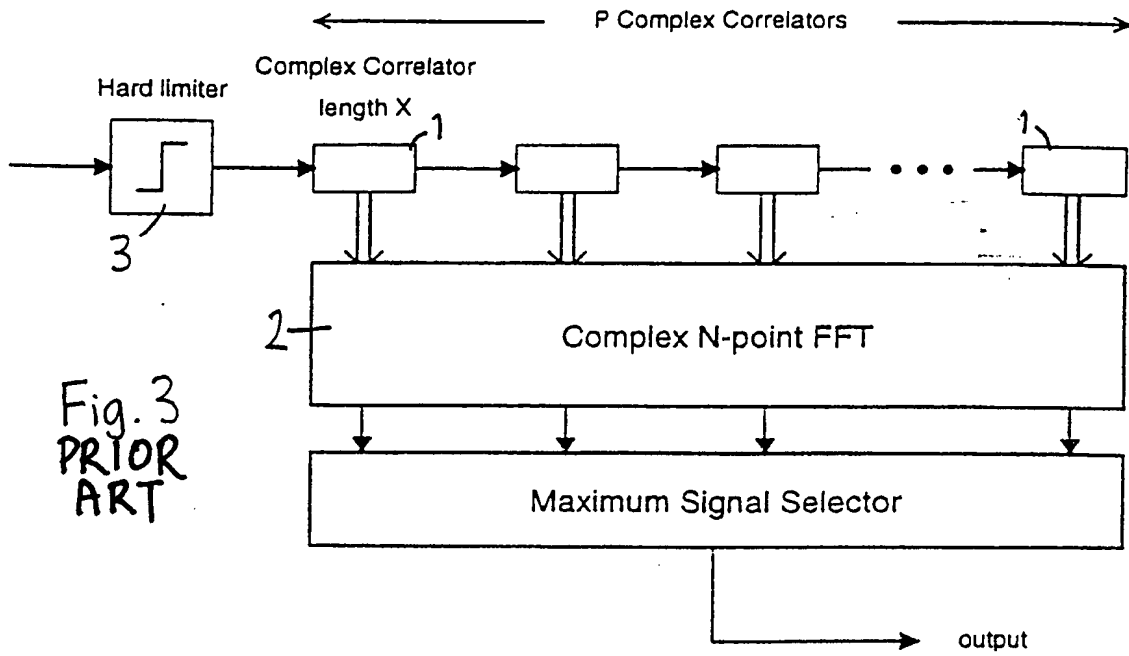 P Complex Correlators
Complex Correlator
length X
Hard limiter
1
1
3
2
Complex N-point FFT
Fig. 3
PRIOR
ART
Maximum Signal Selector
output